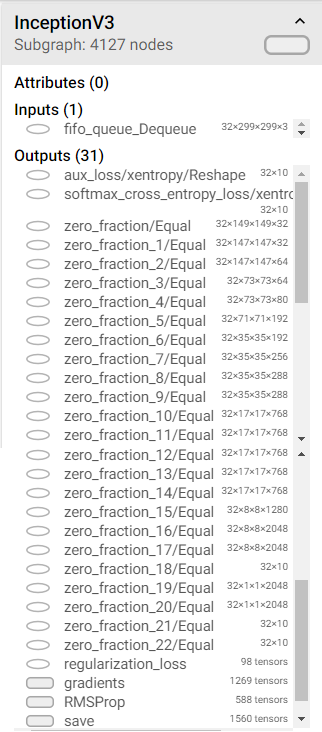 InceptionV3
Subgraph: 4127 nodes
Attributes (0)
Inputs (1)
fifo_queue_Dequeue 32×299×299×3
Outputs (31)
aux_loss/xentropy/Reshape 32×10
softmax_cross_entropy_loss/xentro
32×10
zero_fraction/Equal 32×149×149×32
zero_fraction_1/Equal 32×147×147×32
zero_fraction_2/Equal 32×147×147×64
zero_fraction_3/Equal 32×73×73×64
zero_fraction_4/Equal 32×73×73×80
zero_fraction_5/Equal 32×71×71×192
zero_fraction_6/Equal 32×35×35×192
zero_fraction_7/Equal 32×35×35×256
zero_fraction_8/Equal 32×35×35×288
zero_fraction_9/Equal 32×35×35×288
zero_fraction_10/Equal 32×17×17×768
zero_fraction_11/Equal 32×17×17×768
zero_fraction_12/Equal 32×17×17×768
zero_fraction_13/Equal 32×17×17×768
zero_fraction_14/Equal 32×17×17×768
zero_fraction_15/Equal 32×8×8×1280
zero_fraction_16/Equal 32×8×8×2048
zero_fraction_17/Equal 32×8×8×2048
zero_fraction_18/Equal 32×10
zero_fraction_19/Equal 32×1×1×2048
zero_fraction_20/Equal 32×1×1×2048
zero_fraction_21/Equal 32×10
zero_fraction_22/Equal 32×10
regularization_loss 98 tensors
gradients 1269 tensors
RMSProp 588 tensors
save 1560 tensors